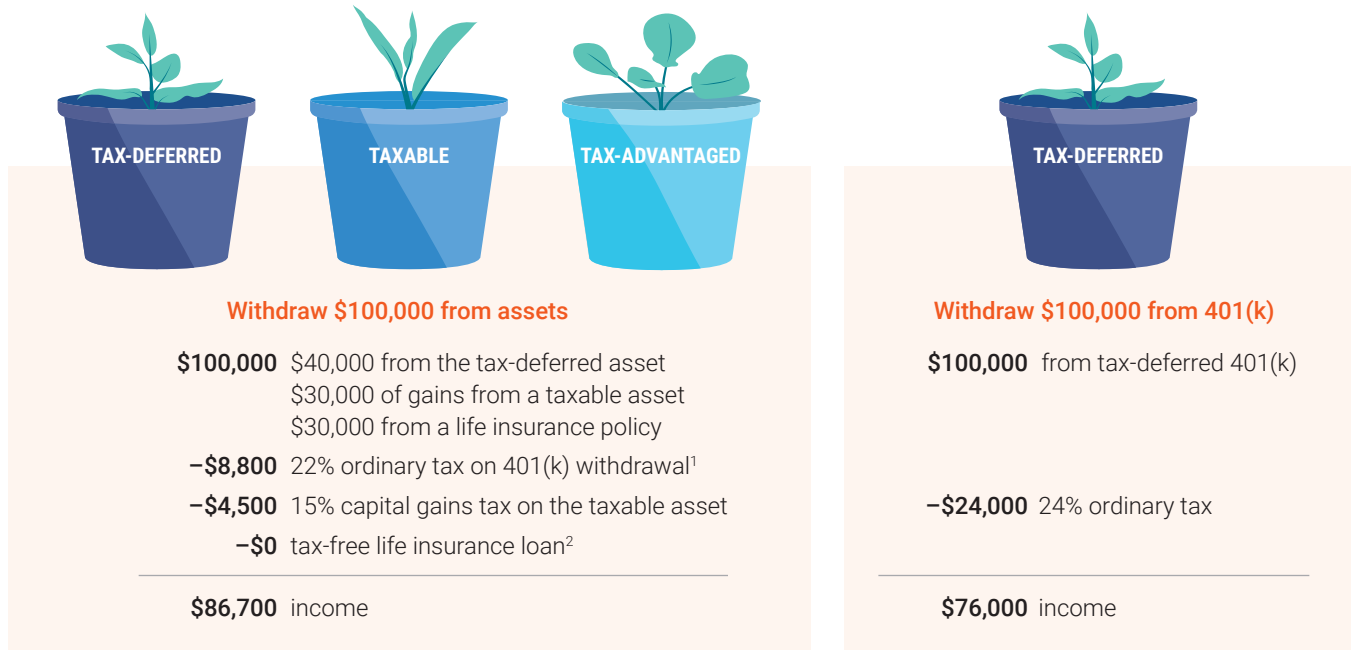 TAX-DEFERRED
TAXABLE
TAX-ADVANTAGED
Withdraw $100,000 from assets
$100,000 $40,000 from the tax-deferred asset
$30,000 of gains from a taxable asset
$30,000 from a life insurance policy
–$8,800 22% ordinary tax on 401(k) withdrawal¹
–$4,500 15% capital gains tax on the taxable asset
–$0 tax-free life insurance loan²
$86,700 income
TAX-DEFERRED
Withdraw $100,000 from 401(k)
$100,000 from tax-deferred 401(k)
–$24,000 24% ordinary tax
$76,000 income